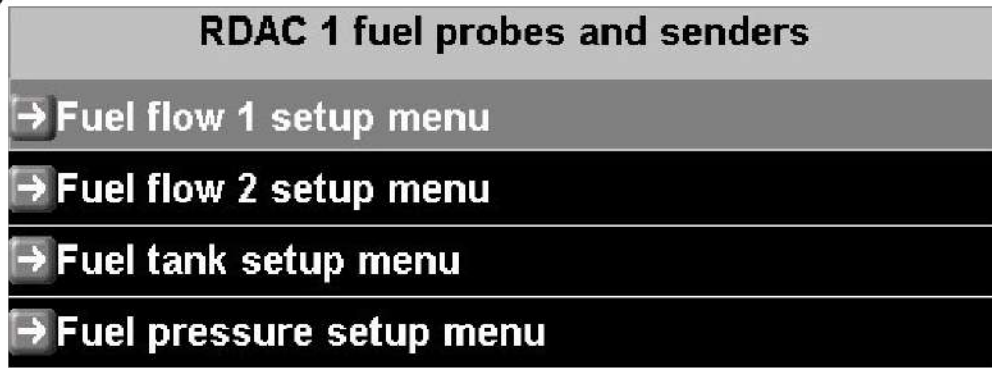 RDAC 1 fuel probes and senders
Fuel flow 1 setup menu
Fuel flow 2 setup menu
Fuel tank setup menu
Fuel pressure setup menu